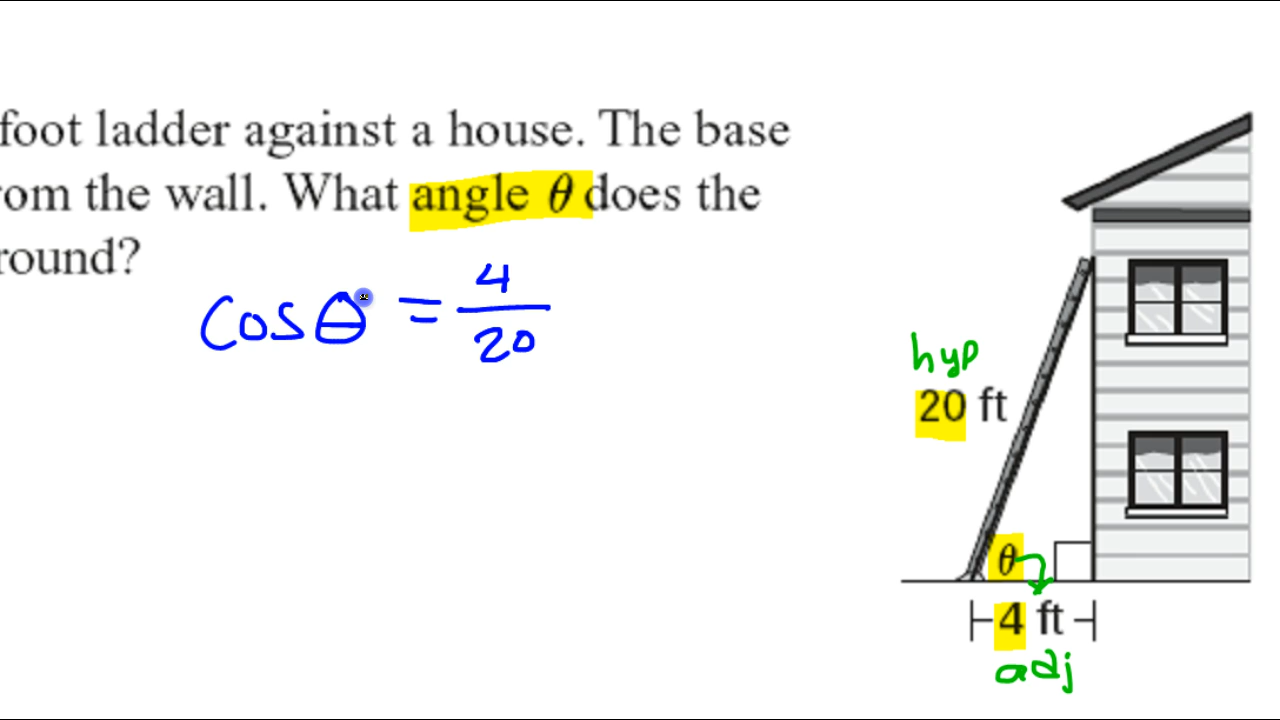 foot ladder against a house. The base
om the wall. What angle θ does the
round?
cos θ = 4/20
hyp
20 ft
θ
4 ft
adj